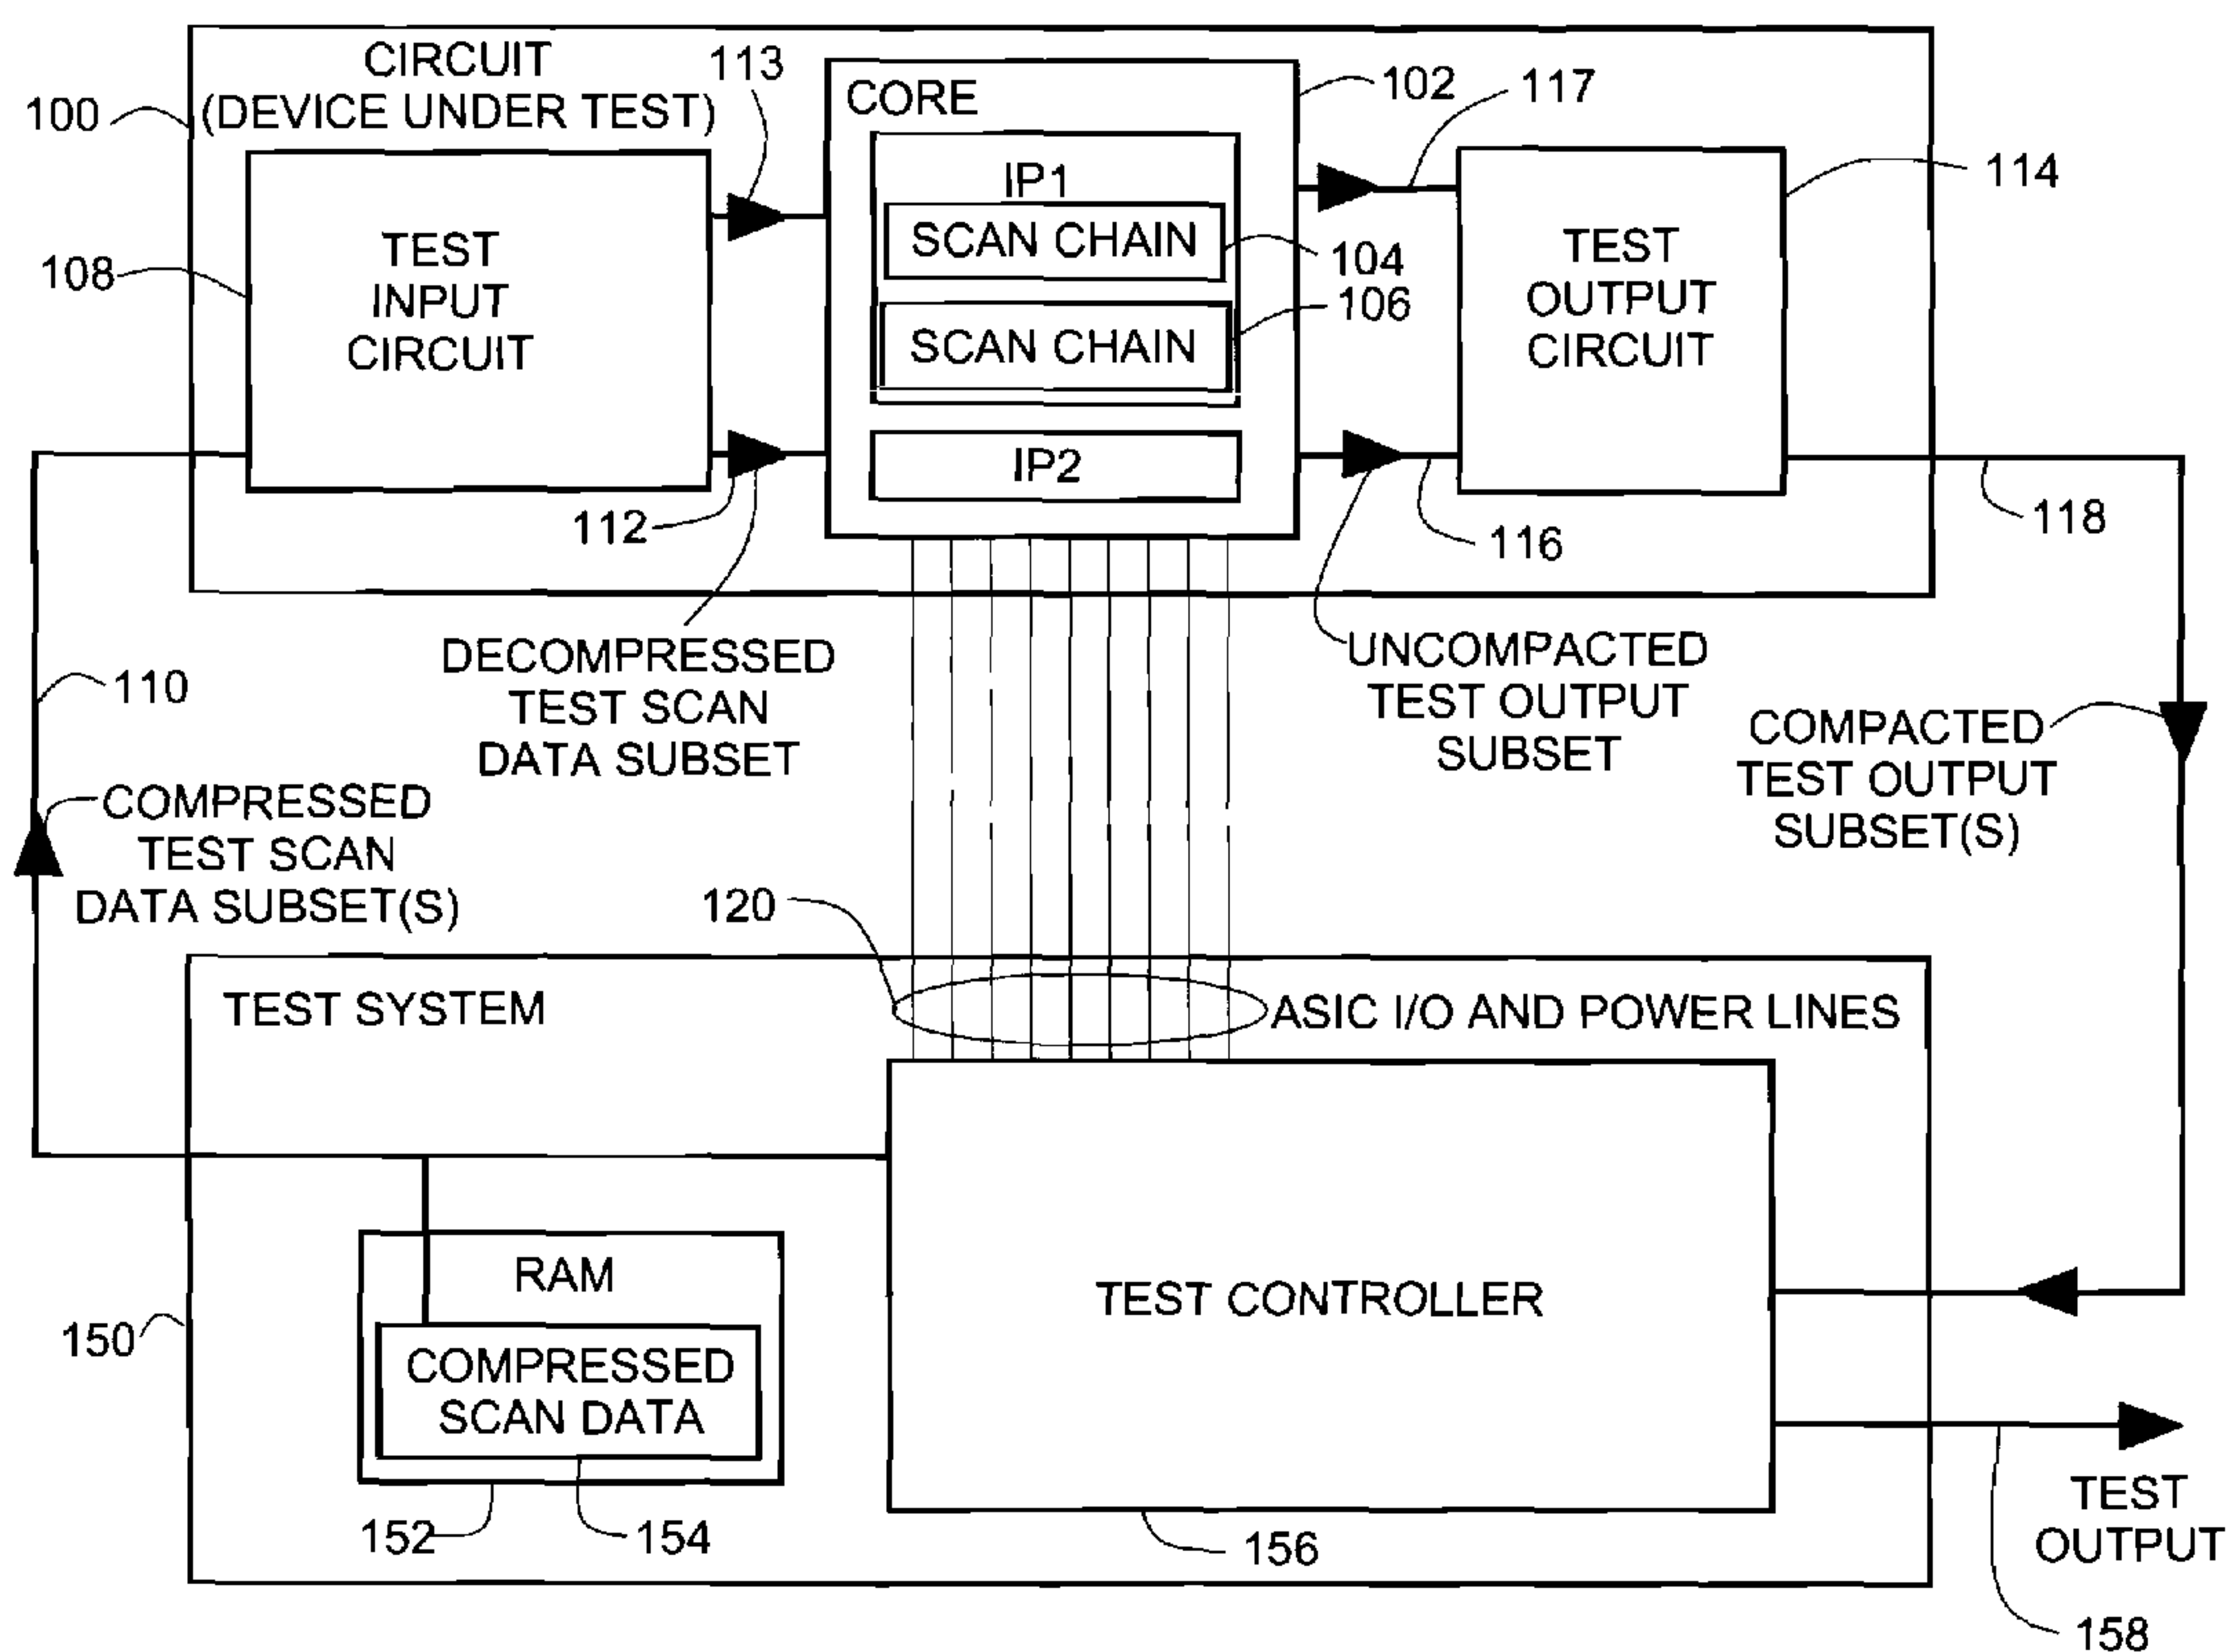 CIRCUIT
(DEVICE UNDER TEST)
100
113
CORE
102
117
114
IP1
SCAN CHAIN
104
SCAN CHAIN
106
IP2
108
TEST
INPUT
CIRCUIT
TEST
OUTPUT
CIRCUIT
112
116
118
110
DECOMPRESSED
TEST SCAN
DATA SUBSET
UNCOMPACTED
TEST OUTPUT
SUBSET
COMPACTED
TEST OUTPUT
SUBSET(S)
COMPRESSED
TEST SCAN
DATA SUBSET(S)
120
TEST SYSTEM
ASIC I/O AND POWER LINES
RAM
COMPRESSED
SCAN DATA
TEST CONTROLLER
150
152
154
156
TEST
OUTPUT
158